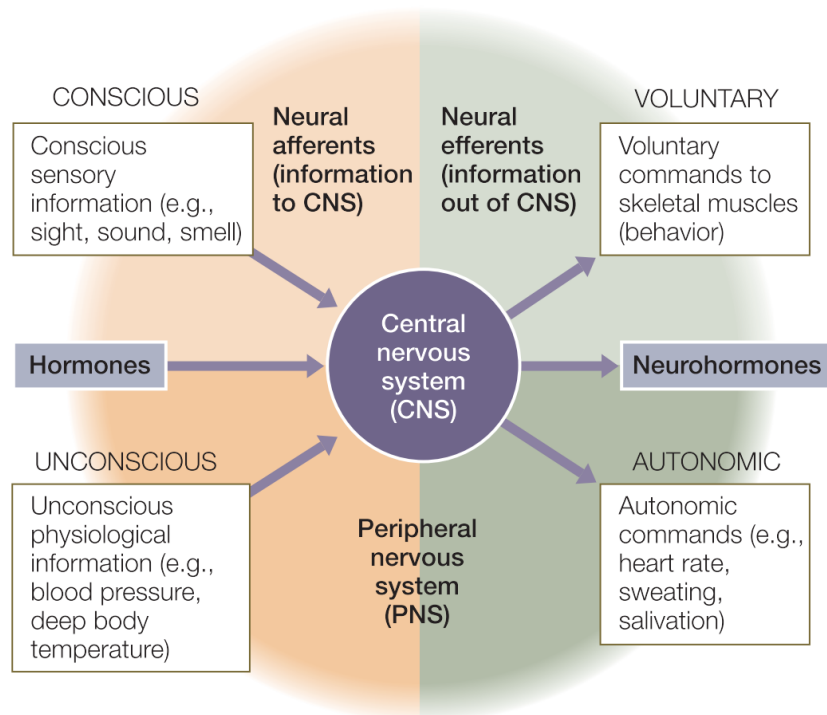 CONSCIOUS
Conscious
sensory
information (e.g.,
sight, sound, smell)
Neural
afferents
(information
to CNS)
Neural
efferents
(information
out of CNS)
VOLUNTARY
Voluntary
commands to
skeletal muscles
(behavior)
Hormones
Central
nervous
system
(CNS)
Neurohormones
UNCONSCIOUS
Unconscious
physiological
information (e.g.,
blood pressure,
deep body
temperature)
Peripheral
nervous
system
(PNS)
AUTONOMIC
Autonomic
commands (e.g.,
heart rate,
sweating,
salivation)